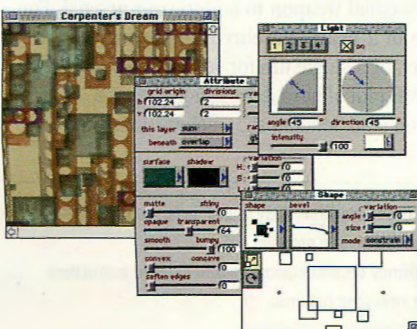 Carpenter's Dream
Light
1 2 3 4 on
angle 45 ° direction 45 °
intensity
100
Attribute
grid origin divisions
h 102.24 2
v 102.24 2
this layer sum
beneath overlap
surface shadow
variation
H: 0
S: 0
matte shiny
0
opaque transparent
64
smooth bumpy
100
convex concave
0
soften edges
0
Shape
shape bevel variation
angle 0
size 0
mode constrain